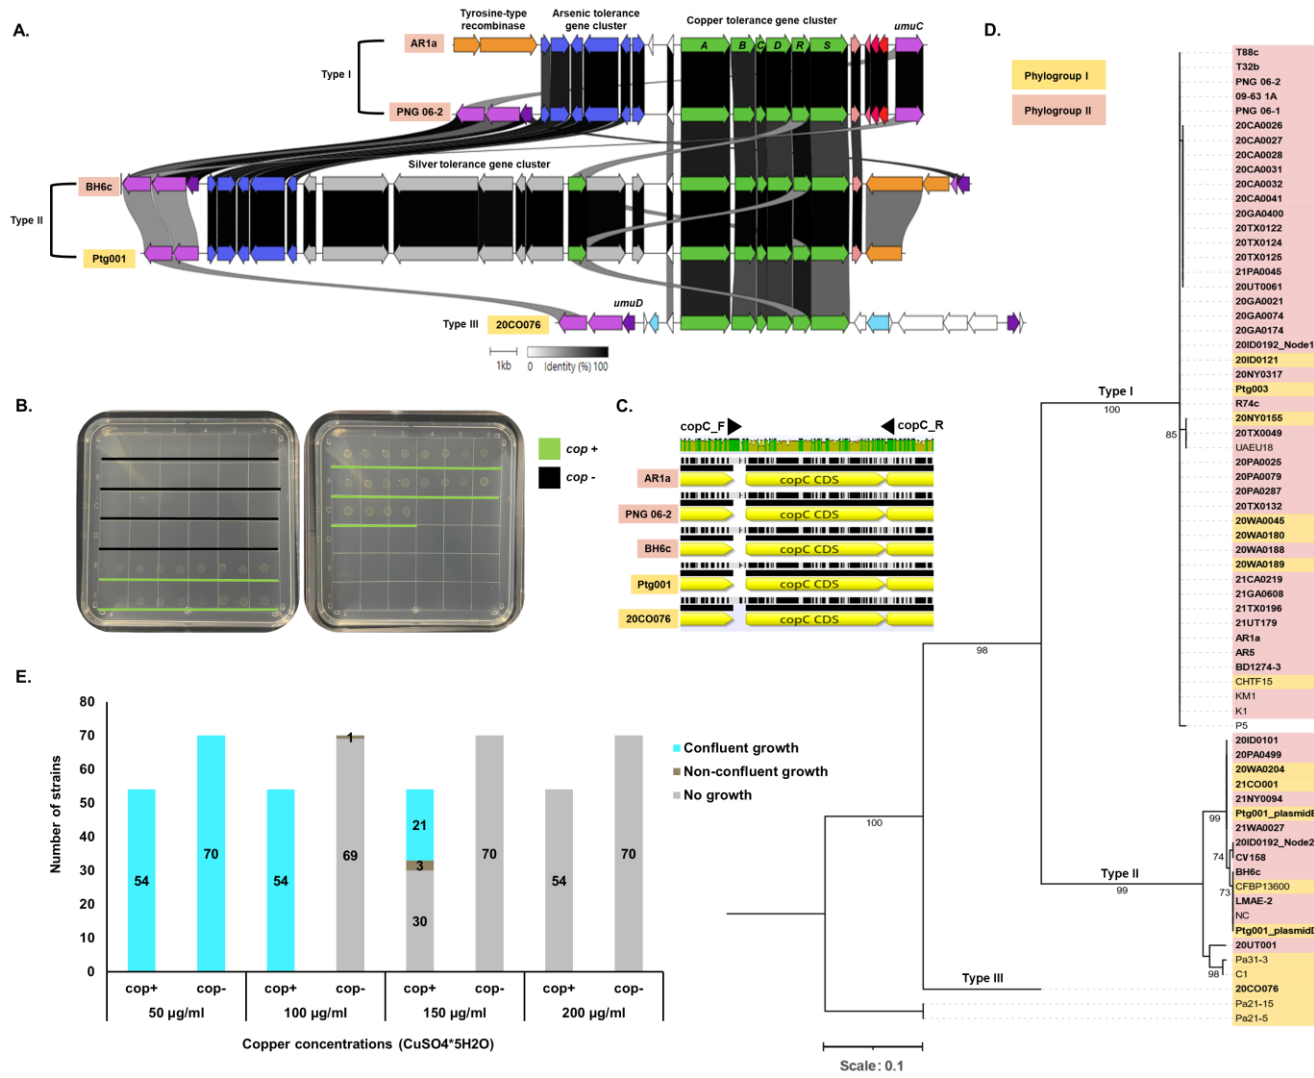 A.
Tyrosine-type
recombinase
Arsenic tolerance
gene cluster
Copper tolerance gene cluster
umuC
AR1a
A B C D R S
Type I
PNG 06-2
Silver tolerance gene cluster
BH6c
Type II
Ptg001
umuD
Type III
20CO076
1kb
0 Identity (%) 100
B.
cop +
cop -
C.
copC_F
copC_R
AR1a
copC CDS
PNG 06-2
copC CDS
BH6c
copC CDS
Ptg001
copC CDS
20CO076
copC CDS
D.
Phylogroup I
Phylogroup II
T88c
T32b
PNG 06-2
09-63 1A
PNG 06-1
20CA0026
20CA0027
20CA0028
20CA0031
20CA0032
20CA0041
20GA0400
20TX0122
20TX0124
20TX0125
21PA0045
20UT0061
20GA0021
20GA0074
20GA0174
20ID0192_Node1
20ID0121
20NY0317
Ptg003
R74c
20NY0155
20TX0049
UAEU18
20PA0025
20PA0079
20PA0287
20TX0132
20WA0045
20WA0180
20WA0188
20WA0189
21CA0219
21GA0608
21TX0196
21UT179
AR1a
AR5
BD1274-3
CHTF15
KM1
K1
P5
20ID0101
20PA0499
20WA0204
21CO001
21NY0094
Ptg001_plasmidB
21WA0027
20ID0192_Node2
CV158
BH6c
CFBP13600
LMAE-2
NC
Ptg001_plasmidD
20UT001
Pa31-3
C1
20CO076
Pa21-15
Pa21-5
Type I
100
85
98
100
99
74
73
Type II
99
98
Type III
Scale: 0.1
E.
Number of strains
80
70
60
50
40
30
20
10
0
54
70
54
1
69
21
3
30
70
54
70
cop+ cop- cop+ cop- cop+ cop- cop+ cop-
50 µg/ml 100 µg/ml 150 µg/ml 200 µg/ml
Copper concentrations (CuSO4*5H2O)
Confluent growth
Non-confluent growth
No growth